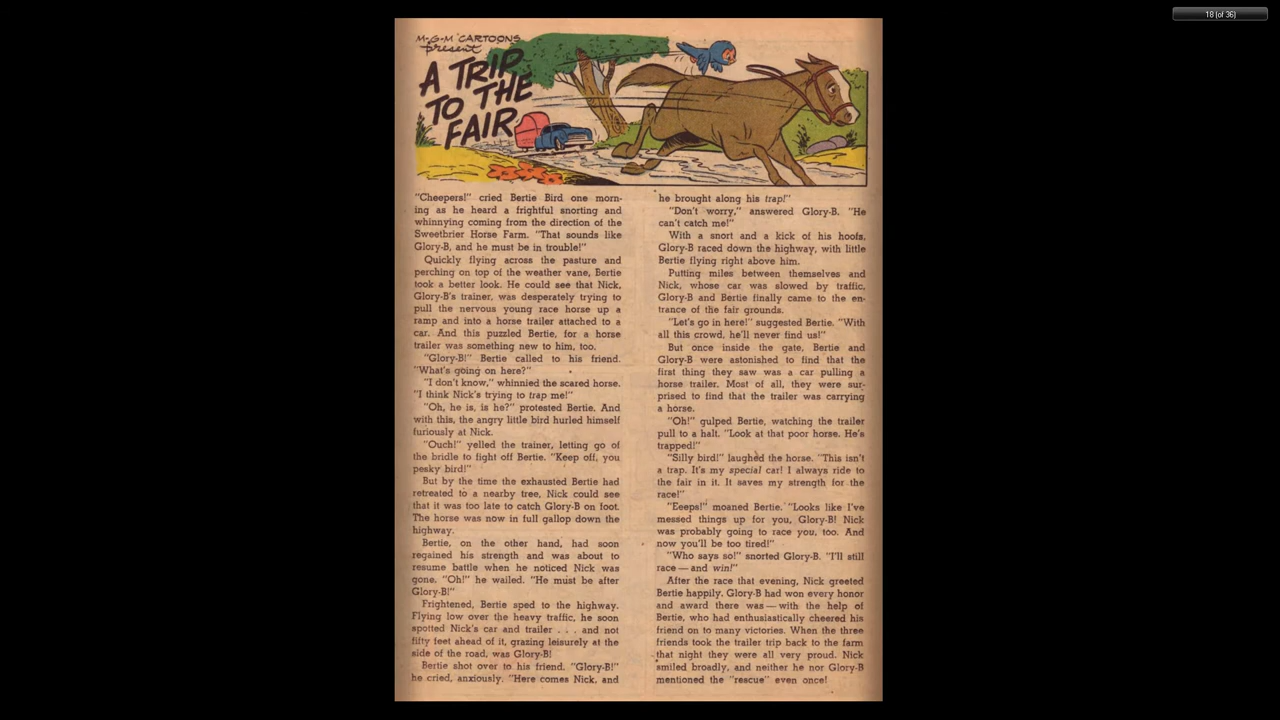 18 (of 36)
M-G-M CARTOONS
present
A TRIP
TO THE
FAIR
"Cheepers!" cried Bertie Bird one morn-
ing as he heard a frightful snorting and
whinnying coming from the direction of the
Sweetbrier Horse Farm. "That sounds like
Glory-B, and he must be in trouble!"
Quickly flying across the pasture and
perching on top of the weather vane, Bertie
took a better look. He could see that Nick,
Glory-B's trainer, was desperately trying to
pull the nervous young race horse up a
ramp and into a horse trailer attached to a
car. And this puzzled Bertie, for a horse
trailer was something new to him, too.
"Glory-B!" Bertie called to his friend.
"What's going on here?"
"I don't know," whinnied the scared horse.
"I think Nick's trying to trap me!"
"Oh, he is, is he?" protested Bertie. And
with this, the angry little bird hurled himself
furiously at Nick.
"Ouch!" yelled the trainer, letting go of
the bridle to fight off Bertie. "Keep off, you
pesky bird!"
But by the time the exhausted Bertie had
retreated to a nearby tree, Nick could see
that it was too late to catch Glory-B on foot.
The horse was now in full gallop down the
highway.
Bertie, on the other hand, had soon
regained his strength and was about to
resume battle when he noticed Nick was
gone. "Oh!" he wailed. "He must be after
Glory-B!"
Frightened, Bertie sped to the highway.
Flying low over the heavy traffic, he soon
spotted Nick's car and trailer . . . and not
fifty feet ahead of it, grazing leisurely at the
side of the road, was Glory-B!
Bertie shot over to his friend. "Glory-B!"
he cried, anxiously. "Here comes Nick, and
he brought along his trap!"
"Don't worry," answered Glory-B. "He
can't catch me!"
With a snort and a kick of his hoofs,
Glory-B raced down the highway, with little
Bertie flying right above him.
Putting miles between themselves and
Nick, whose car was slowed by traffic,
Glory-B and Bertie finally came to the en-
trance of the fair grounds.
"Let's go in here!" suggested Bertie. "With
all this crowd, he'll never find us!"
But once inside the gate, Bertie and
Glory-B were astonished to find that the
first thing they saw was a car pulling a
horse trailer. Most of all, they were sur-
prised to find that the trailer was carrying
a horse.
"Oh!" gulped Bertie, watching the trailer
pull to a halt. "Look at that poor horse. He's
trapped!"
"Silly bird!" laughed the horse. "This isn't
a trap. It's my special car! I always ride to
the fair in it. It saves my strength for the
race!"
"Eeeps!" moaned Bertie. "Looks like I've
messed things up for you, Glory-B! Nick
was probably going to race you, too. And
now you'll be too tired!"
"Who says so!" snorted Glory-B. "I'll still
race — and win!"
After the race that evening, Nick greeted
Bertie happily. Glory-B had won every honor
and award there was — with the help of
Bertie, who had enthusiastically cheered his
friend on to many victories. When the three
friends took the trailer trip back to the farm
that night they were all very proud. Nick
smiled broadly, and neither he nor Glory-B
mentioned the "rescue" even once!